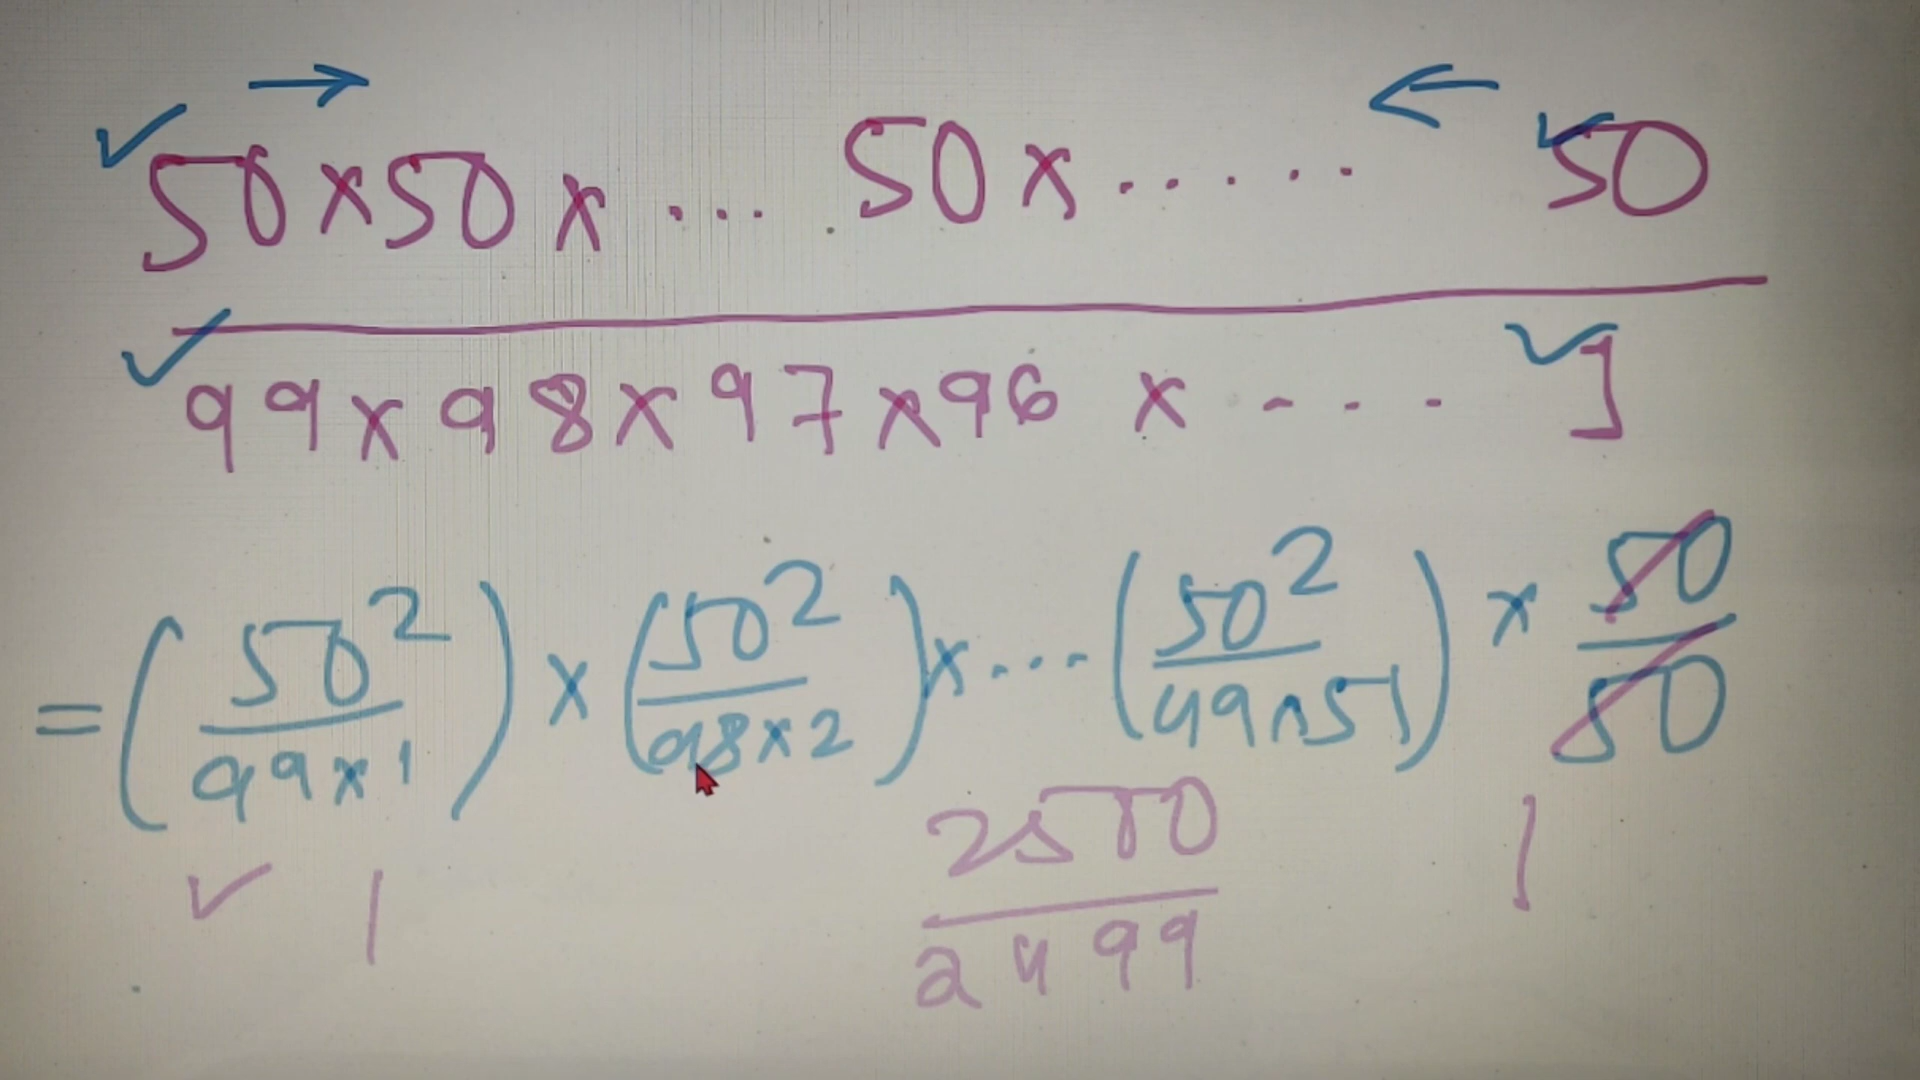 50×50× ... 50× ..... 50
99×98×97×96 × .... 1
= (50²/99×1) × (50²/98×2) × ... (50²/49×51) × 50/50
1 2500/2499 1